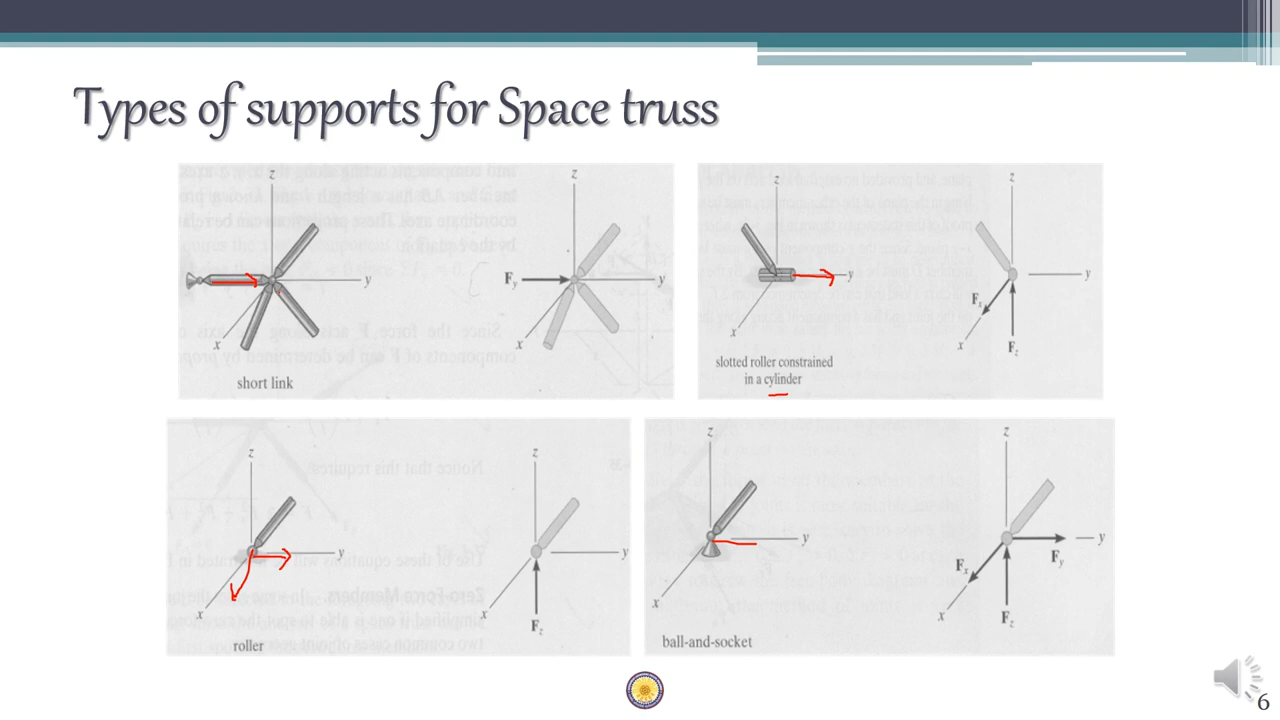 Types of supports for Space truss
z
y
x
short link
z
F_y
y
x
z
y
x
slotted roller constrained
in a cylinder
z
y
F_x
x
F_z
z
y
x
roller
z
y
x
F_z
z
y
x
ball-and-socket
z
F_x
F_y
y
x
F_z
6